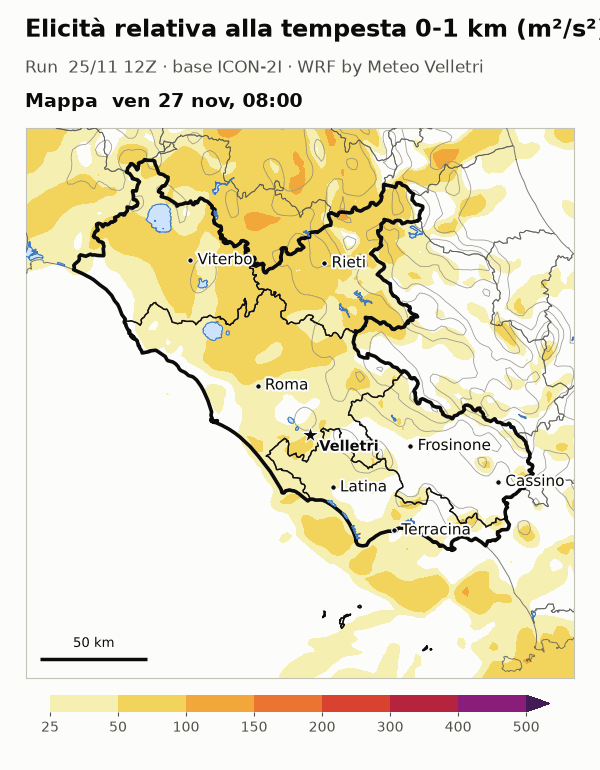 Elicità relativa alla tempesta 0-1 km (m²/s²)
Run 25/11 12Z · base ICON-2I · WRF by Meteo Velletri
Mappa ven 27 nov, 08:00
Viterbo
Rieti
Roma
Velletri
Frosinone
Cassino
Latina
Terracina
50 km
25 50 100 150 200 300 400 500